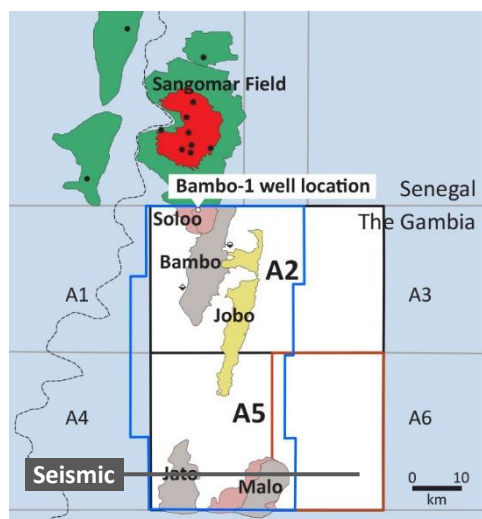 Sangomar Field
Bambo-1 well location
Senegal
The Gambia
Soloo
Bambo
A2
Jobo
A1
A3
A5
A4
A6
Seismic
Jato
Malo
0 10
km